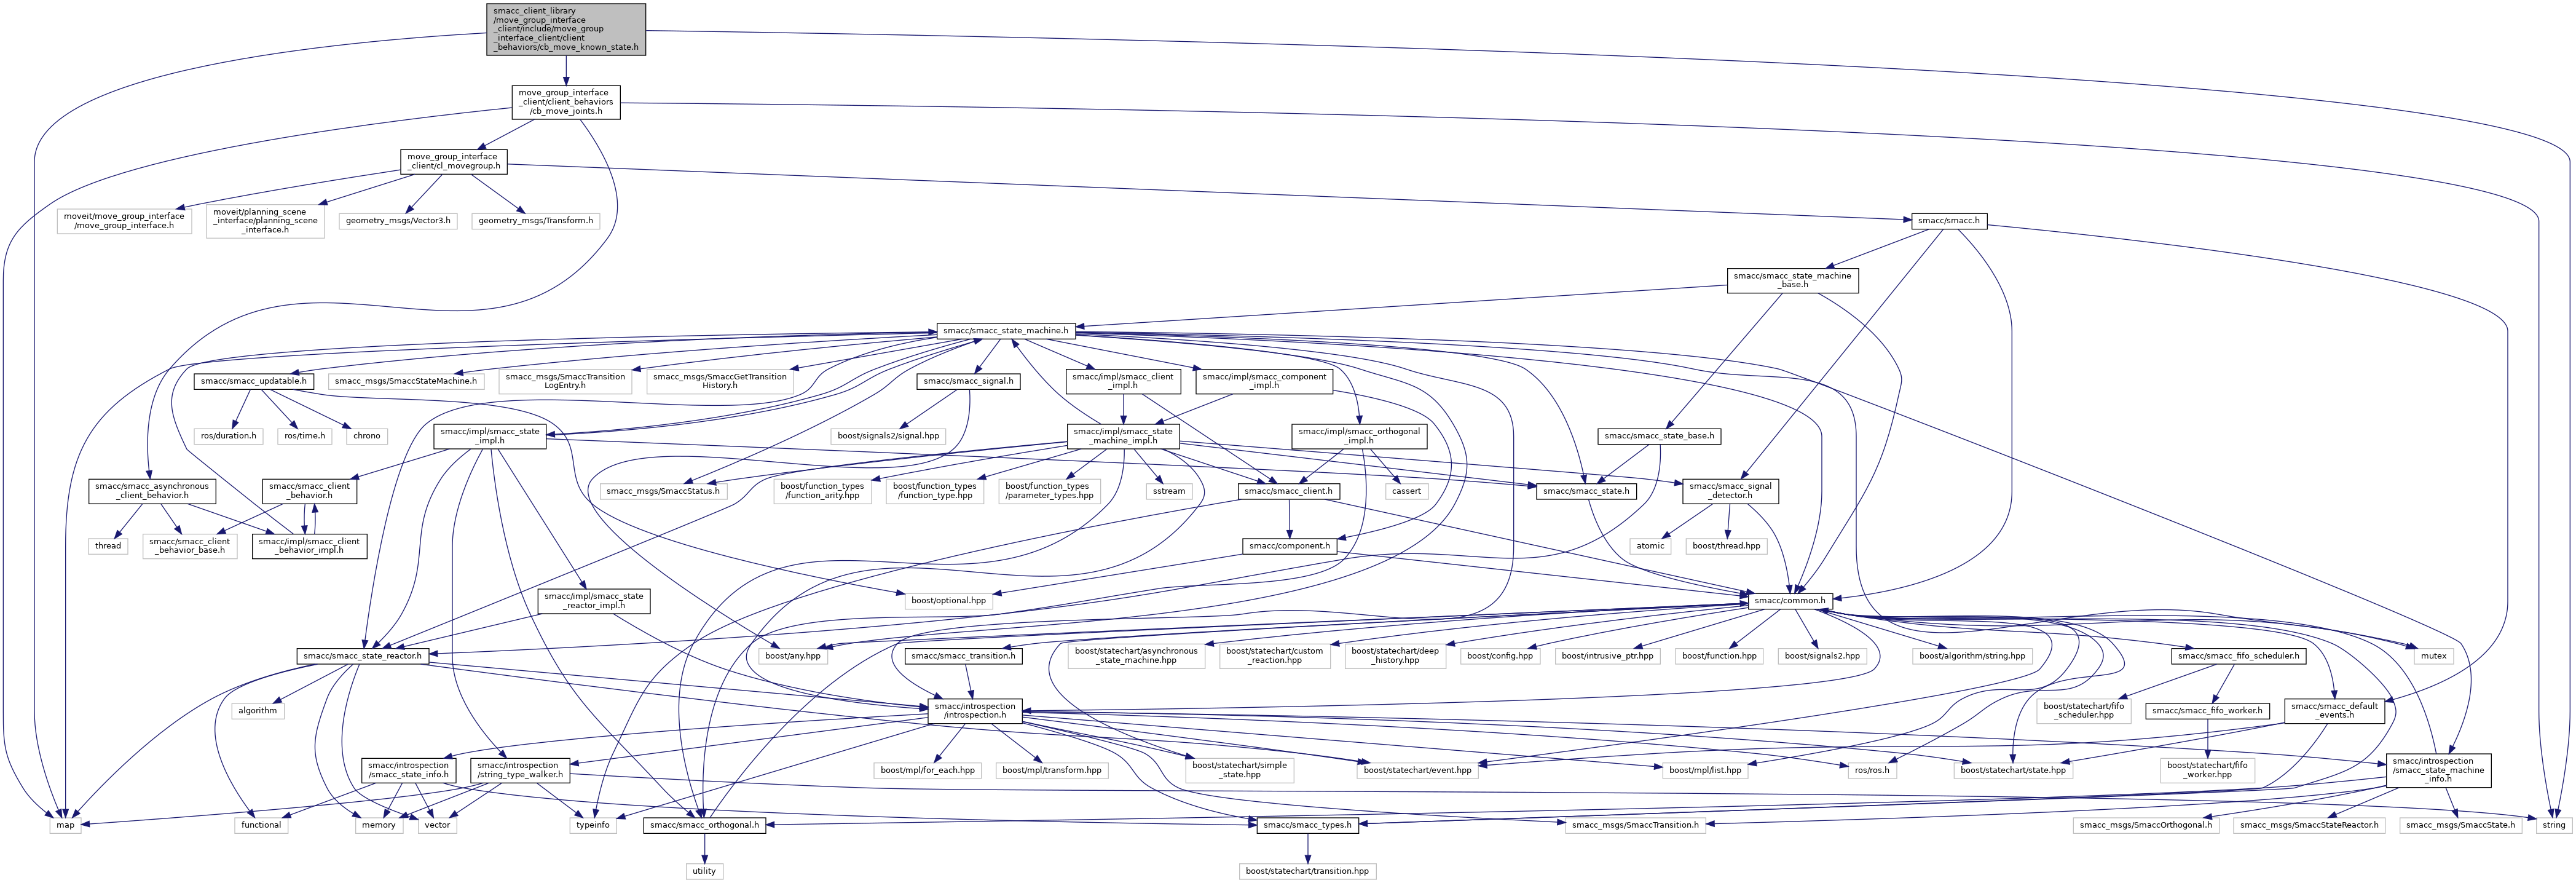 smacc_client_library
/move_group_interface
_client/include/move_group
_interface_client/client
_behaviors/cb_move_known_state.h
move_group_interface
_client/client_behaviors
/cb_move_joints.h
move_group_interface
_client/cl_movegroup.h
moveit/move_group_interface
/move_group_interface.h
moveit/planning_scene
_interface/planning_scene
_interface.h
geometry_msgs/Vector3.h
geometry_msgs/Transform.h
smacc/smacc.h
smacc/smacc_state_machine
_base.h
smacc/smacc_state_machine.h
smacc/smacc_updatable.h
smacc_msgs/SmaccStateMachine.h
smacc_msgs/SmaccTransition
LogEntry.h
smacc_msgs/SmaccGetTransition
History.h
smacc/smacc_signal.h
smacc/impl/smacc_client
_impl.h
smacc/impl/smacc_component
_impl.h
ros/duration.h
ros/time.h
chrono
smacc/impl/smacc_state
_impl.h
boost/signals2/signal.hpp
smacc/impl/smacc_state
_machine_impl.h
smacc/impl/smacc_orthogonal
_impl.h
smacc/smacc_state_base.h
smacc/smacc_asynchronous
_client_behavior.h
smacc/smacc_client
_behavior.h
smacc_msgs/SmaccStatus.h
boost/function_types
/function_arity.hpp
boost/function_types
/function_type.hpp
boost/function_types
/parameter_types.hpp
sstream
smacc/smacc_client.h
cassert
smacc/smacc_state.h
smacc/smacc_signal
_detector.h
thread
smacc/smacc_client
_behavior_base.h
smacc/impl/smacc_client
_behavior_impl.h
smacc/component.h
atomic
boost/thread.hpp
smacc/impl/smacc_state
_reactor_impl.h
boost/optional.hpp
smacc/common.h
smacc/smacc_state_reactor.h
boost/any.hpp
smacc/smacc_transition.h
boost/statechart/asynchronous
_state_machine.hpp
boost/statechart/custom
_reaction.hpp
boost/statechart/deep
_history.hpp
boost/config.hpp
boost/intrusive_ptr.hpp
boost/function.hpp
boost/signals2.hpp
boost/algorithm/string.hpp
smacc/smacc_fifo_scheduler.h
mutex
algorithm
smacc/introspection
/introspection.h
boost/statechart/fifo
_scheduler.hpp
smacc/smacc_fifo_worker.h
smacc/smacc_default
_events.h
smacc/introspection
/smacc_state_info.h
smacc/introspection
/string_type_walker.h
boost/mpl/for_each.hpp
boost/mpl/transform.hpp
boost/statechart/simple
_state.hpp
boost/statechart/event.hpp
boost/mpl/list.hpp
ros/ros.h
boost/statechart/state.hpp
boost/statechart/fifo
_worker.hpp
smacc/introspection
/smacc_state_machine
_info.h
map
functional
memory
vector
typeinfo
smacc/smacc_orthogonal.h
smacc/smacc_types.h
smacc_msgs/SmaccTransition.h
smacc_msgs/SmaccOrthogonal.h
smacc_msgs/SmaccStateReactor.h
smacc_msgs/SmaccState.h
string
utility
boost/statechart/transition.hpp